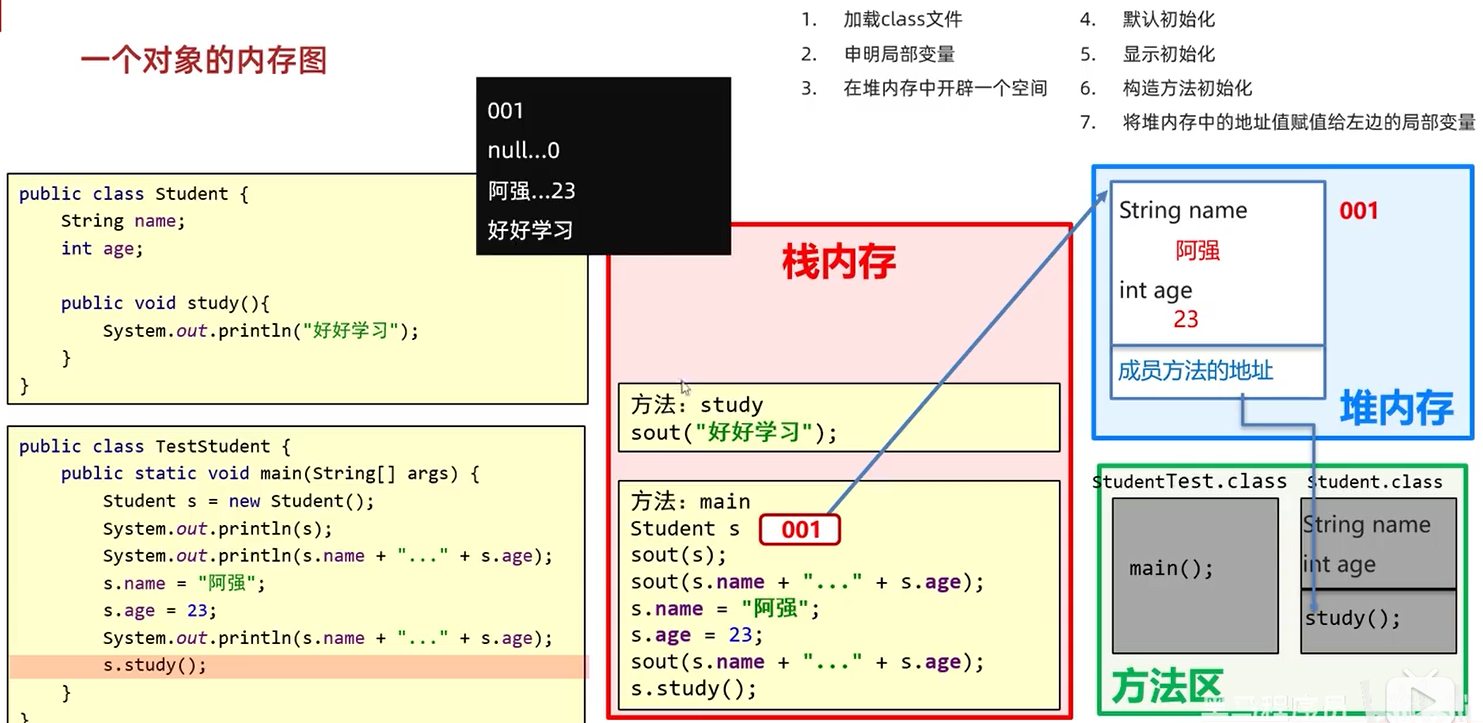 一个对象的内存图
1. 加载class文件
2. 申明局部变量
3. 在堆内存中开辟一个空间
4. 默认初始化
5. 显示初始化
6. 构造方法初始化
7. 将堆内存中的地址值赋值给左边的局部变量
001
null...0
阿强...23
好好学习
public class Student {
String name;
int age;
public void study(){
System.out.println("好好学习");
}
}
public class TestStudent {
public static void main(String[] args) {
Student s = new Student();
System.out.println(s);
System.out.println(s.name + "..." + s.age);
s.name = "阿强";
s.age = 23;
System.out.println(s.name + "..." + s.age);
s.study();
}
}
栈内存
方法: study
sout("好好学习");
方法: main
Student s 001
sout(s);
sout(s.name + "..." + s.age);
s.name = "阿强";
s.age = 23;
sout(s.name + "..." + s.age);
s.study();
String name
001
阿强
int age
23
成员方法的地址
堆内存
StudentTest.class
Student.class
main();
String name
int age
study();
方法区